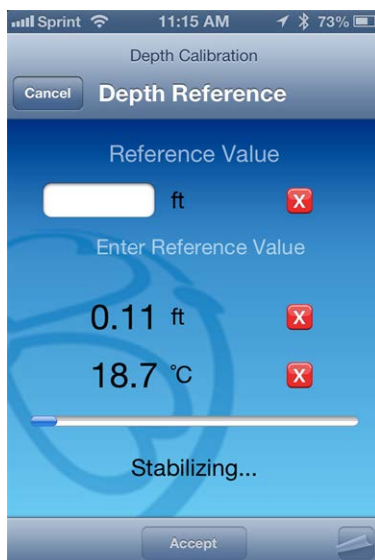 Sprint 11:15 AM 73%
Depth Calibration
Cancel Depth Reference
Reference Value
ft X
Enter Reference Value
0.11 ft X
18.7 °C X
Stabilizing...
Accept